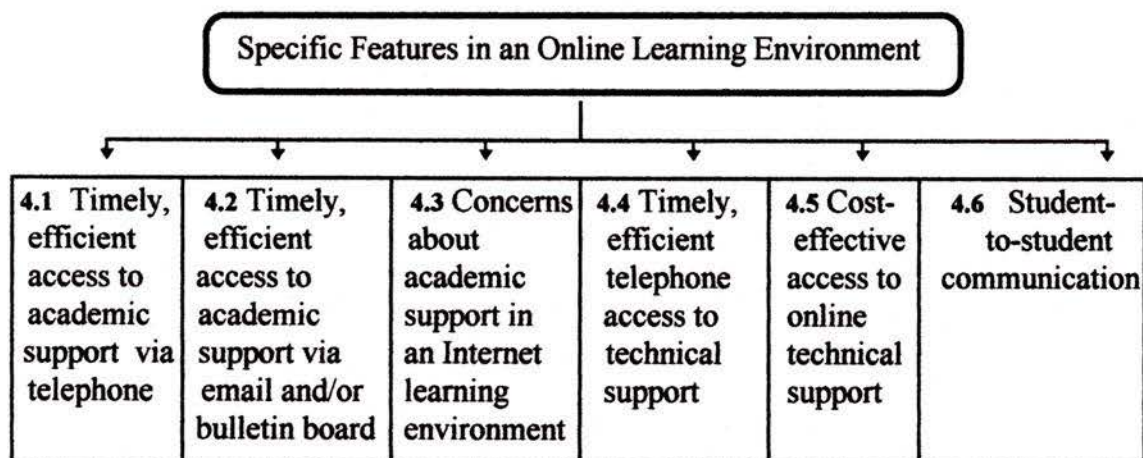 Specific Features in an Online Learning Environment
4.1 Timely,
efficient
access to
academic
support via
telephone
4.2 Timely,
efficient
access to
academic
support via
email and/or
bulletin board
4.3 Concerns
about
academic
support in
an Internet
learning
environment
4.4 Timely,
efficient
telephone
access to
technical
support
4.5 Cost-
effective
access to
online
technical
support
4.6 Student-
to-student
communication